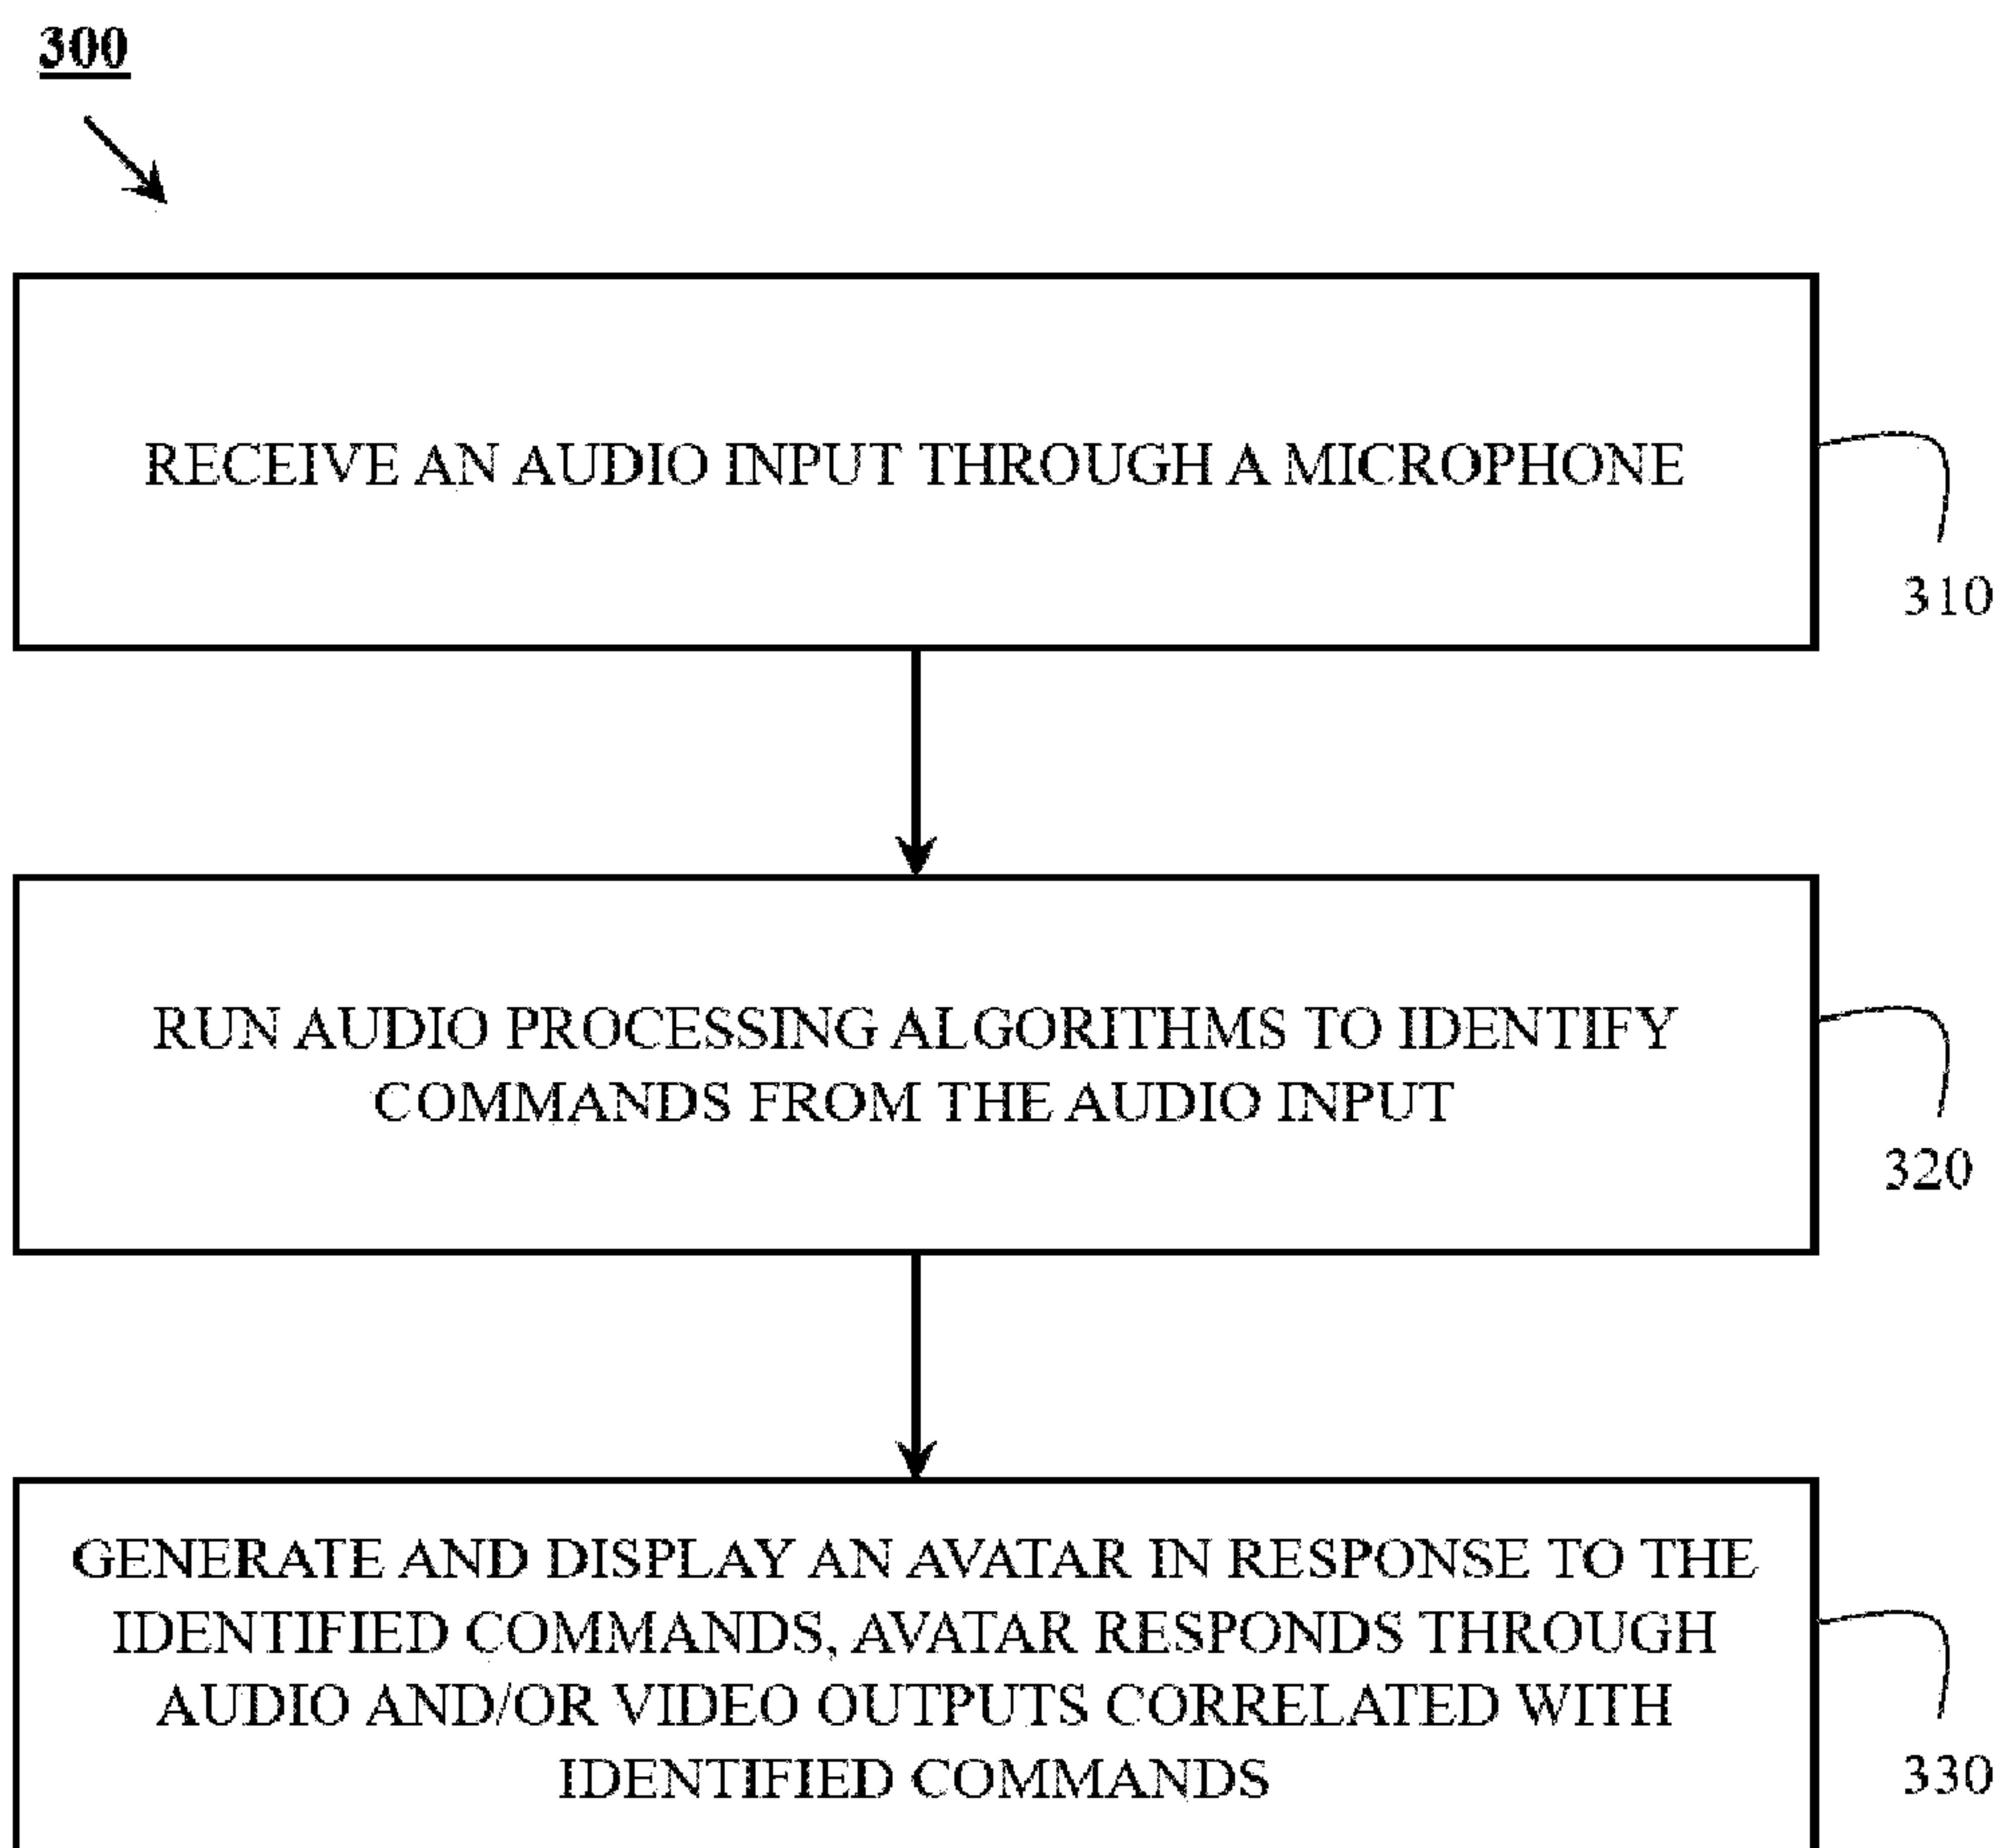 300
RECEIVE AN AUDIO INPUT THROUGH A MICROPHONE
310
RUN AUDIO PROCESSING ALGORITHMS TO IDENTIFY
COMMANDS FROM THE AUDIO INPUT
320
GENERATE AND DISPLAY AN AVATAR IN RESPONSE TO THE
IDENTIFIED COMMANDS, AVATAR RESPONDS THROUGH
AUDIO AND/OR VIDEO OUTPUTS CORRELATED WITH
IDENTIFIED COMMANDS
330